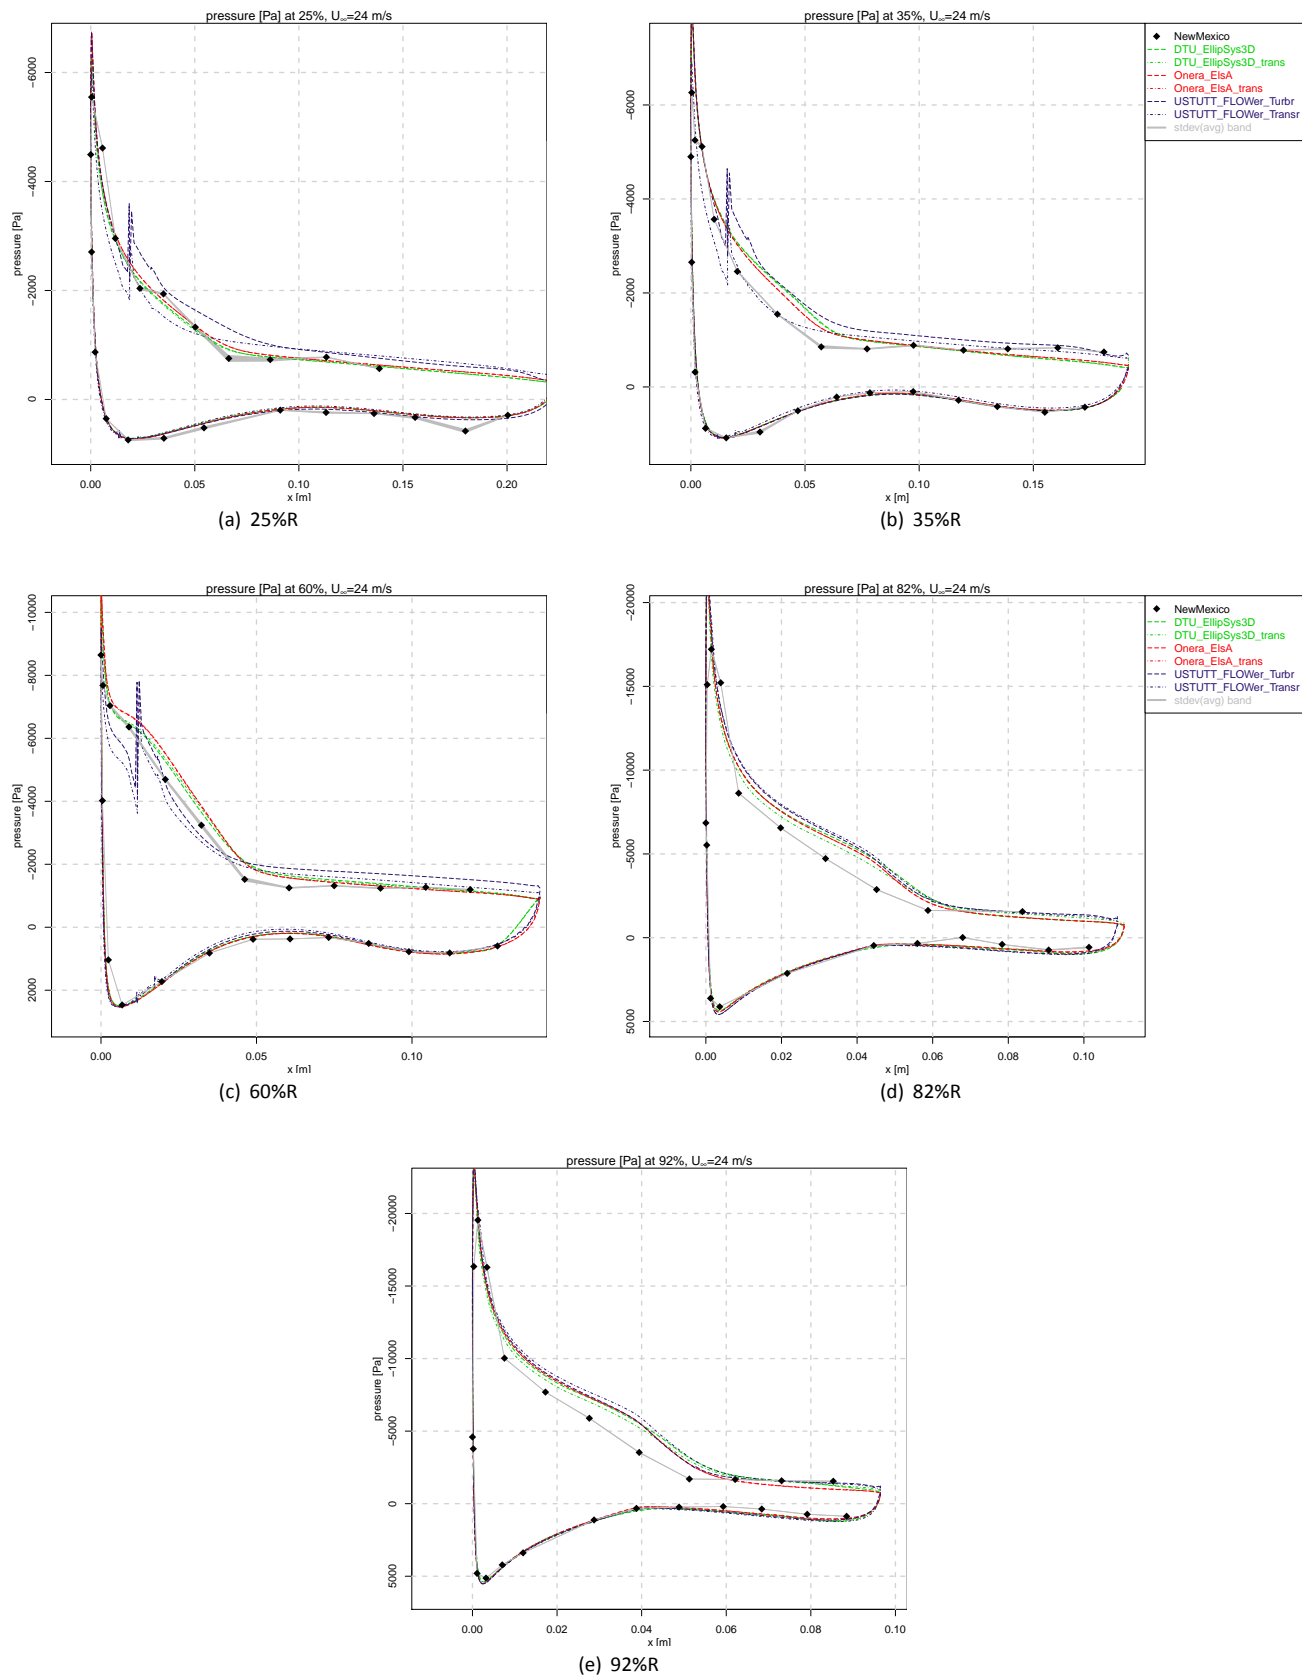 pressure [Pa] at 25%, U∞=24 m/s
pressure [Pa]
-6000
-4000
-2000
0
0.00 0.05 0.10 0.15 0.20
x [m]
(a) 25%R
pressure [Pa] at 35%, U∞=24 m/s
pressure [Pa]
-6000
-4000
-2000
0
0.00 0.05 0.10 0.15
x [m]
(b) 35%R
NewMexico
DTU_EllipSys3D
DTU_EllipSys3D_trans
Onera_ElsA
Onera_ElsA_trans
USTUTT_FLOWer_Turbr
USTUTT_FLOWer_Transr
stdev(avg) band
pressure [Pa] at 60%, U∞=24 m/s
pressure [Pa]
-10000
-8000
-6000
-4000
-2000
0
2000
0.00 0.05 0.10
x [m]
(c) 60%R
pressure [Pa] at 82%, U∞=24 m/s
pressure [Pa]
-20000
-15000
-10000
-5000
0
5000
0.00 0.02 0.04 0.06 0.08 0.10
x [m]
(d) 82%R
NewMexico
DTU_EllipSys3D
DTU_EllipSys3D_trans
Onera_ElsA
Onera_ElsA_trans
USTUTT_FLOWer_Turbr
USTUTT_FLOWer_Transr
stdev(avg) band
pressure [Pa] at 92%, U∞=24 m/s
pressure [Pa]
-20000
-15000
-10000
-5000
0
5000
0.00 0.02 0.04 0.06 0.08 0.10
x [m]
(e) 92%R